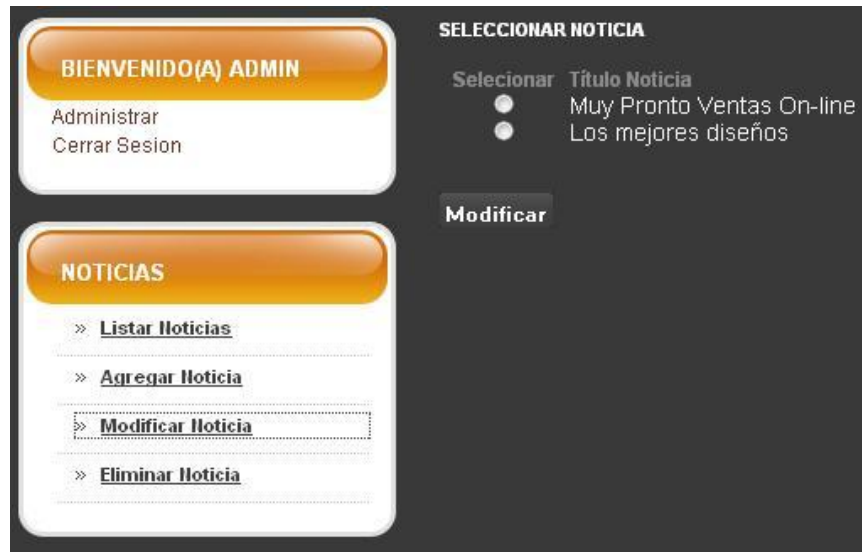 BIENVENIDO(A) ADMIN
Administrar
Cerrar Sesion
NOTICIAS
» Listar Noticias
» Agregar Noticia
» Modificar Noticia
» Eliminar Noticia
SELECCIONAR NOTICIA
Selecionar Título Noticia
Muy Pronto Ventas On-line
Los mejores diseños
Modificar